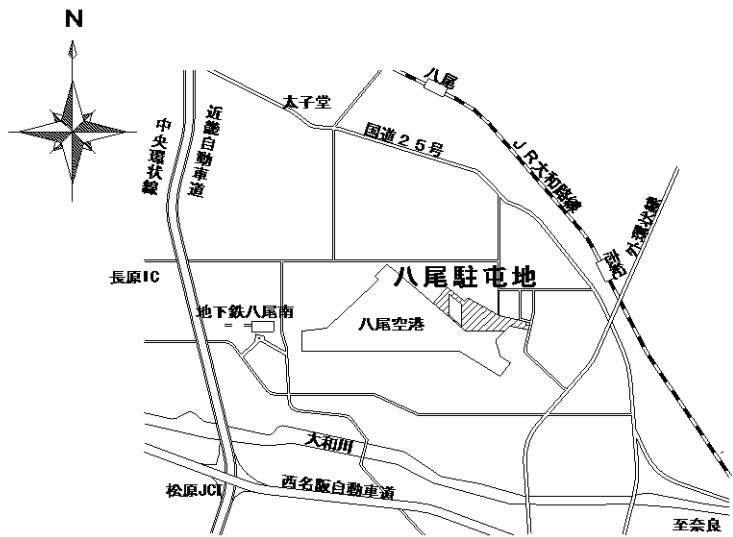 N
八尾
太子堂
国道25号
近畿自動車道
中央環状線
JR大和路線
外環状線
志紀
八尾駐屯地
長原IC
地下鉄八尾南
八尾空港
大和川
松原JCT
西名阪自動車道
至奈良